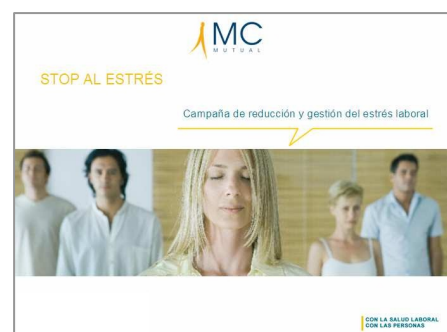 MC
MUTUAL
STOP AL ESTRÉS
Campaña de reducción y gestión del estrés laboral
CON LA SALUD LABORAL
CON LAS PERSONAS